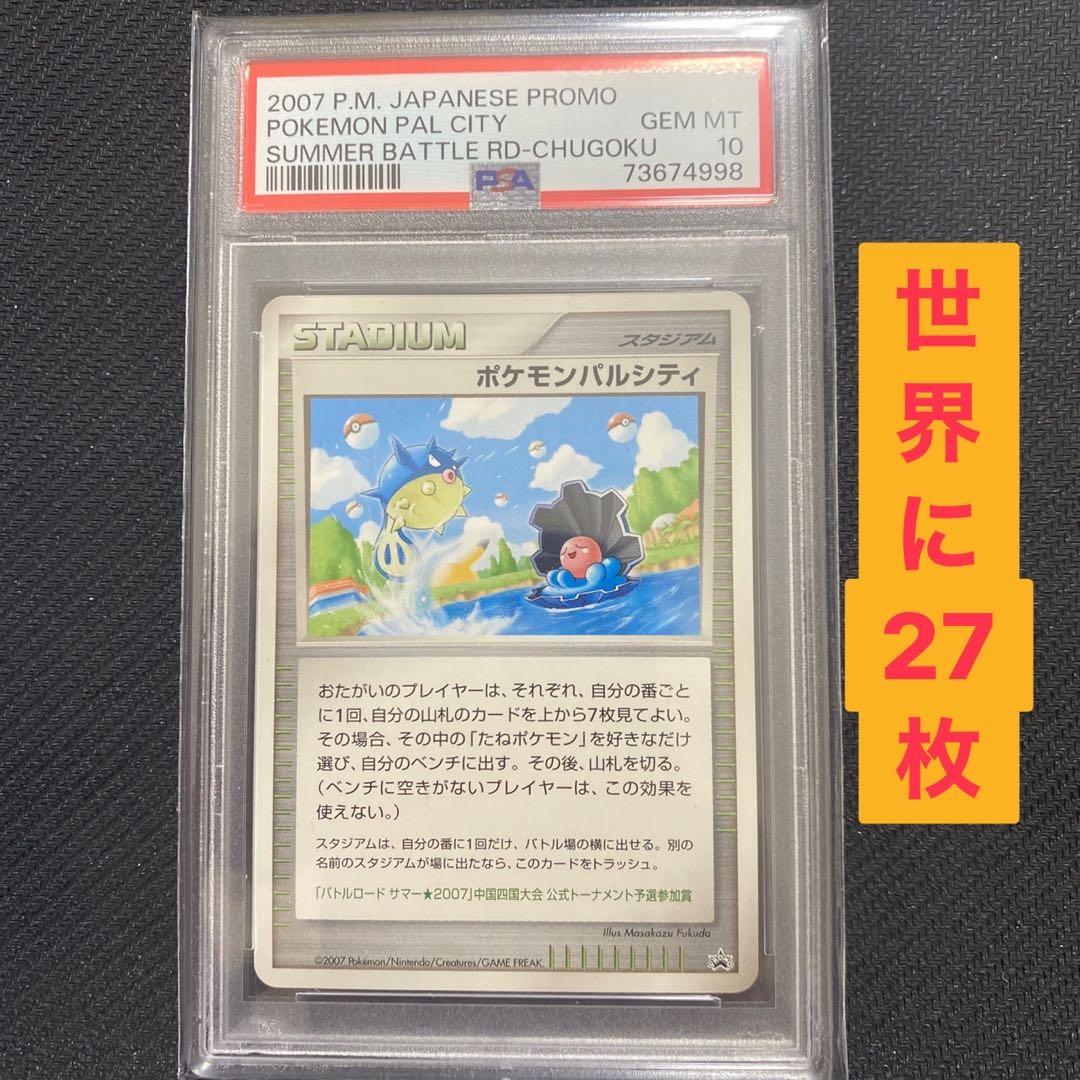 2007 P.M. JAPANESE PROMO
POKEMON PAL CITY GEM MT
SUMMER BATTLE RD-CHUGOKU 10
PSA 73674998
STADIUM スタジアム
ポケモンパルシティ
おたがいのプレイヤーは、それぞれ、自分の番ごと
に1回、自分の山札のカードを上から7枚見てよい。
その場合、その中の「たねポケモン」を好きなだけ
選び、自分のベンチに出す。その後、山札を切る。
（ベンチに空きがないプレイヤーは、この効果を
使えない。）
スタジアムは、自分の番に1回だけ、バトル場の横に出せる。別の
名前のスタジアムが場に出たなら、このカードをトラッシュ。
「バトルロード サマー★2007」中国四国大会 公式トーナメント予選参加賞
Illus. Masakazu Fukuda
©2007 Pokémon/Nintendo/Creatures/GAME FREAK.
世界に27枚